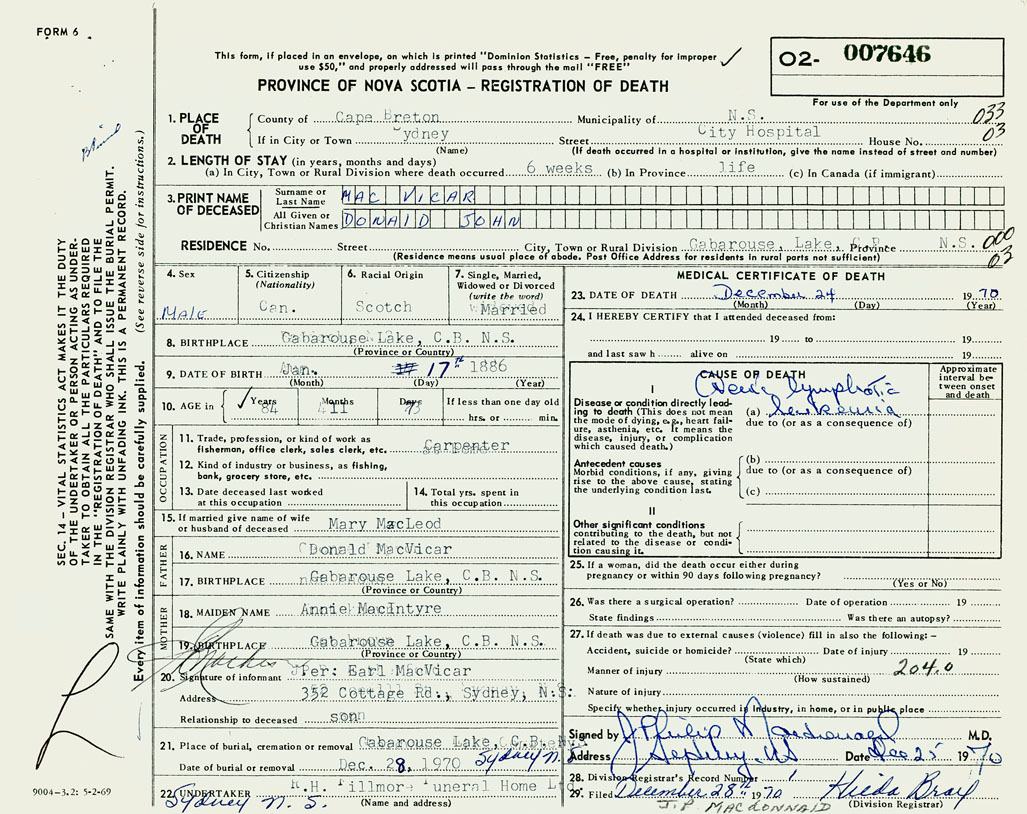 FORM 6
This form, if placed in an envelope, on which is printed "Dominion Statistics – Free, penalty for improper
use $50," and properly addressed will pass through the mail "FREE"
PROVINCE OF NOVA SCOTIA – REGISTRATION OF DEATH
02- 007646
For use of the Department only
1. PLACE OF DEATH
County of Cape Breton Municipality of N.S. 033
If in City or Town ydney Street City Hospital House No. 03
(Name) (If death occurred in a hospital or institution, give the name instead of street and number)
2. LENGTH OF STAY (in years, months and days)
(a) In City, Town or Rural Division where death occurred 6 weeks (b) In Province life (c) In Canada (if immigrant)
3. PRINT NAME OF DECEASED
Surname or Last Name MAC VICAR
All Given or Christian Names DONALD JOHN
RESIDENCE No. Street City, Town or Rural Division Gabarouse, Lake, C.B. Province N.S. 000
(Residence means usual place of abode. Post Office Address for residents in rural parts not sufficient) 03
4. Sex MALE
5. Citizenship (Nationality) Can.
6. Racial Origin Scotch
7. Single, Married, Widowed or Divorced (write the word) Married
8. BIRTHPLACE Gabarouse Lake, C.B. N.S.
(Province or Country)
9. DATE OF BIRTH Jan. 17th 1886
(Month) (Day) (Year)
10. AGE in Years 84 Months 11 Days If less than one day old
hrs. or min.
OCCUPATION
11. Trade, profession, or kind of work as
fisherman, office clerk, sales clerk, etc. Carpenter
12. Kind of industry or business, as fishing,
bank, grocery store, etc.
13. Date deceased last worked
at this occupation
14. Total yrs. spent in
this occupation
15. If married give name of wife
or husband of deceased Mary MacLeod
FATHER
16. NAME Donald MacVicar
17. BIRTHPLACE Gabarouse Lake, C.B. N.S.
(Province or Country)
MOTHER
18. MAIDEN NAME Annie MacIntyre
19. BIRTHPLACE Gabarouse Lake, C.B. N.S.
(Province or Country)
20. Signature of informant Per: Earl MacVicar
Address 352 Cottage Rd., Sydney, N.S.
Relationship to deceased son
21. Place of burial, cremation or removal Gabarouse Lake, C.B.
Date of burial or removal Dec. 28, 1970 Sydney N.
22. UNDERTAKER H. Fillmore Funeral Home Ltd
Sydney N. S. (Name and address)
MEDICAL CERTIFICATE OF DEATH
23. DATE OF DEATH December 24 1970
(Month) (Day) (Year)
24. I HEREBY CERTIFY that I attended deceased from:
19 to 19
and last saw h alive on 19
CAUSE OF DEATH
Approximate interval between onset and death
I
Disease or condition directly leading to death (This does not mean the mode of dying, e.g., heart failure, asthenia, etc. It means the disease, injury, or complication which caused death.)
(a) lymphatic leukemia
due to (or as a consequence of)
Antecedent causes
Morbid conditions, if any, giving rise to the above cause, stating the underlying condition last.
(b)
due to (or as a consequence of)
(c)
II
Other significant conditions
contributing to the death, but not related to the disease or condition causing it.
25. If a woman, did the death occur either during
pregnancy or within 90 days following pregnancy?
(Yes or No)
26. Was there a surgical operation? Date of operation 19
State findings Was there an autopsy?
27. If death was due to external causes (violence) fill in also the following: –
Accident, suicide or homicide? Date of injury 19
(State which)
Manner of injury 204.0
(How sustained)
Nature of injury
Specify whether injury occurred in Industry, in home, or in public place
Signed by J. Philip Macdonald M.D.
Address Sydney NS Date Dec 25 1970
28. Division Registrar's Record Number
29. Filed December 28th 1970 Hilda Bray
J. P. MACDONNALD (Division Registrar)
SEC. 14 – VITAL STATISTICS ACT MAKES IT THE DUTY
OF THE UNDERTAKER OR PERSON ACTING AS UNDER-
TAKER TO OBTAIN ALL THE PARTICULARS REQUIRED
IN THE "REGISTRATION OF EATH" AND TO FILE THE
SAME WITH THE DIVISION REGISTRAR WHO SHALL ISSUE THE BURIAL PERMIT.
WRITE PLAINLY WITH UNFADING INK. THIS IS A PERMANENT RECORD.
Every item of information should be carefully supplied. (See reverse side for instructions.)
9004-3.2: 5-2-69